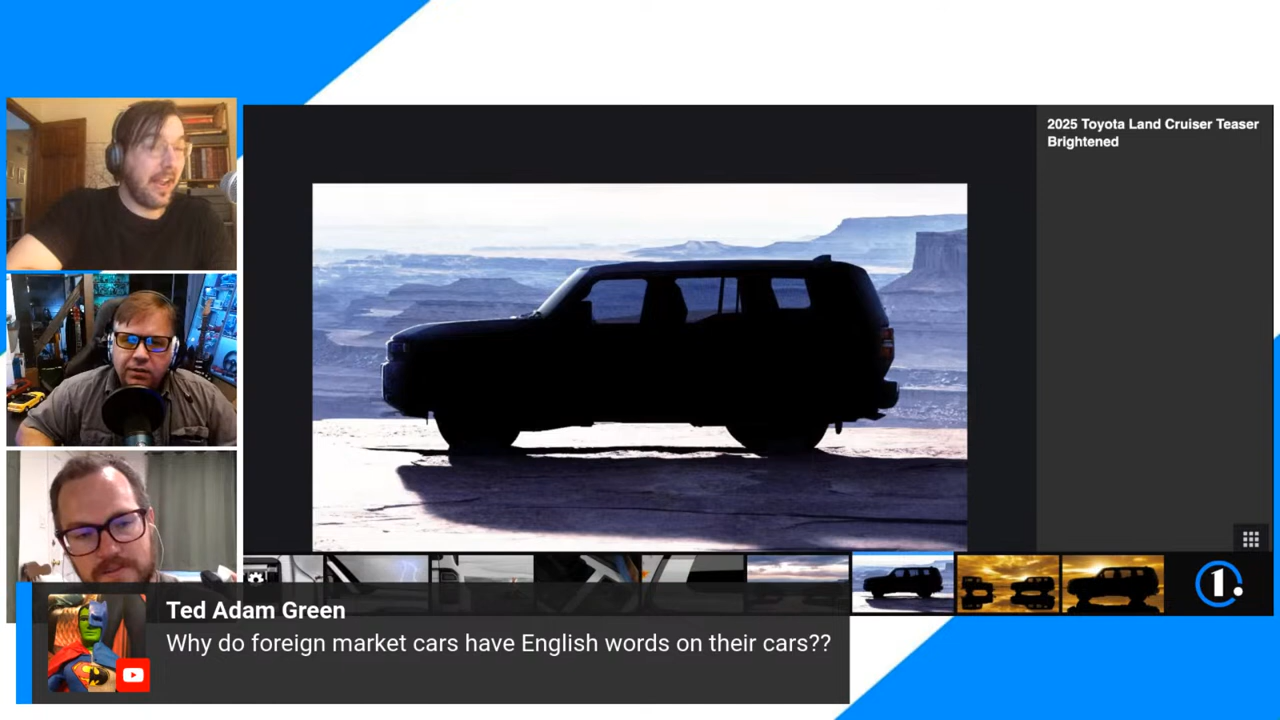 2025 Toyota Land Cruiser Teaser
Brightened
1.
Ted Adam Green
Why do foreign market cars have English words on their cars??